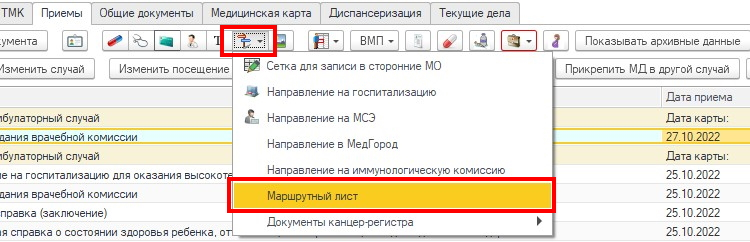 ТМК Приемы Общие документы Медицинская карта Диспансеризация Текущие дела
кумента Т ВМП Показывать архивные данные
Изменить случай Изменить посещение Прикрепить МД в другой случай
Сетка для записи в сторонние МО
Направление на госпитализацию
Направление на МСЭ
Направление в МедГород
Направление на иммунологическую комиссию
Маршрутный лист
Документы канцер-регистра
Дата приема
мбулаторный случай Дата карты:
дания врачебной комиссии 27.10.2022
мбулаторный случай Дата карты:
ие на госпитализацию для оказания высокоте 25.10.2022
дания врачебной комиссии 25.10.2022
правка (заключение) 25.10.2022
ая справка о состоянии здоровья ребенка, от 25.10.2022